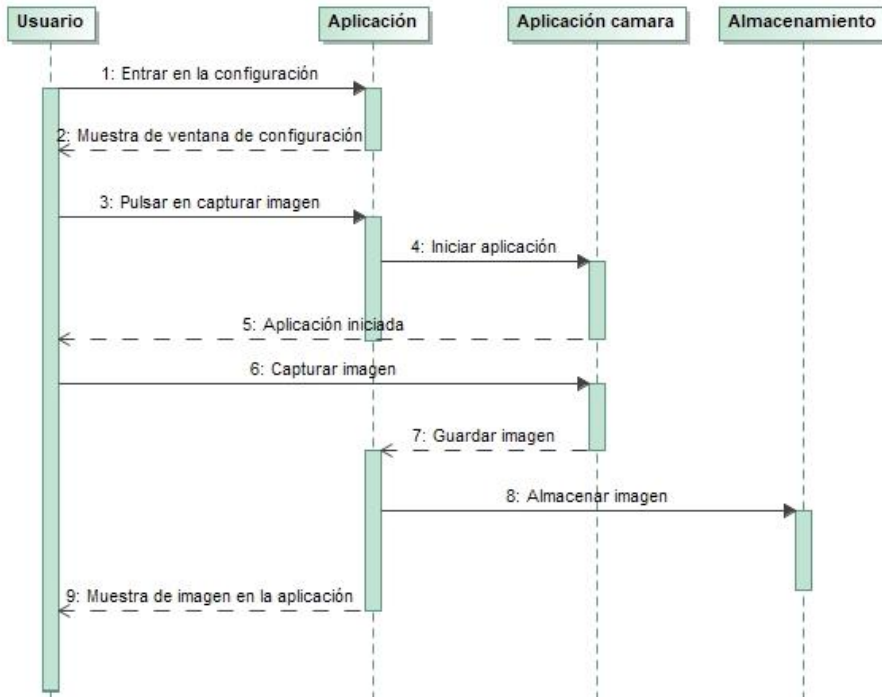 Usuario
Aplicación
Aplicación camara
Almacenamiento
1: Entrar en la configuración
2: Muestra de ventana de configuración
3: Pulsar en capturar imagen
4: Iniciar aplicación
5: Aplicación iniciada
6: Capturar imagen
7: Guardar imagen
8: Almacenar imagen
9: Muestra de imagen en la aplicación